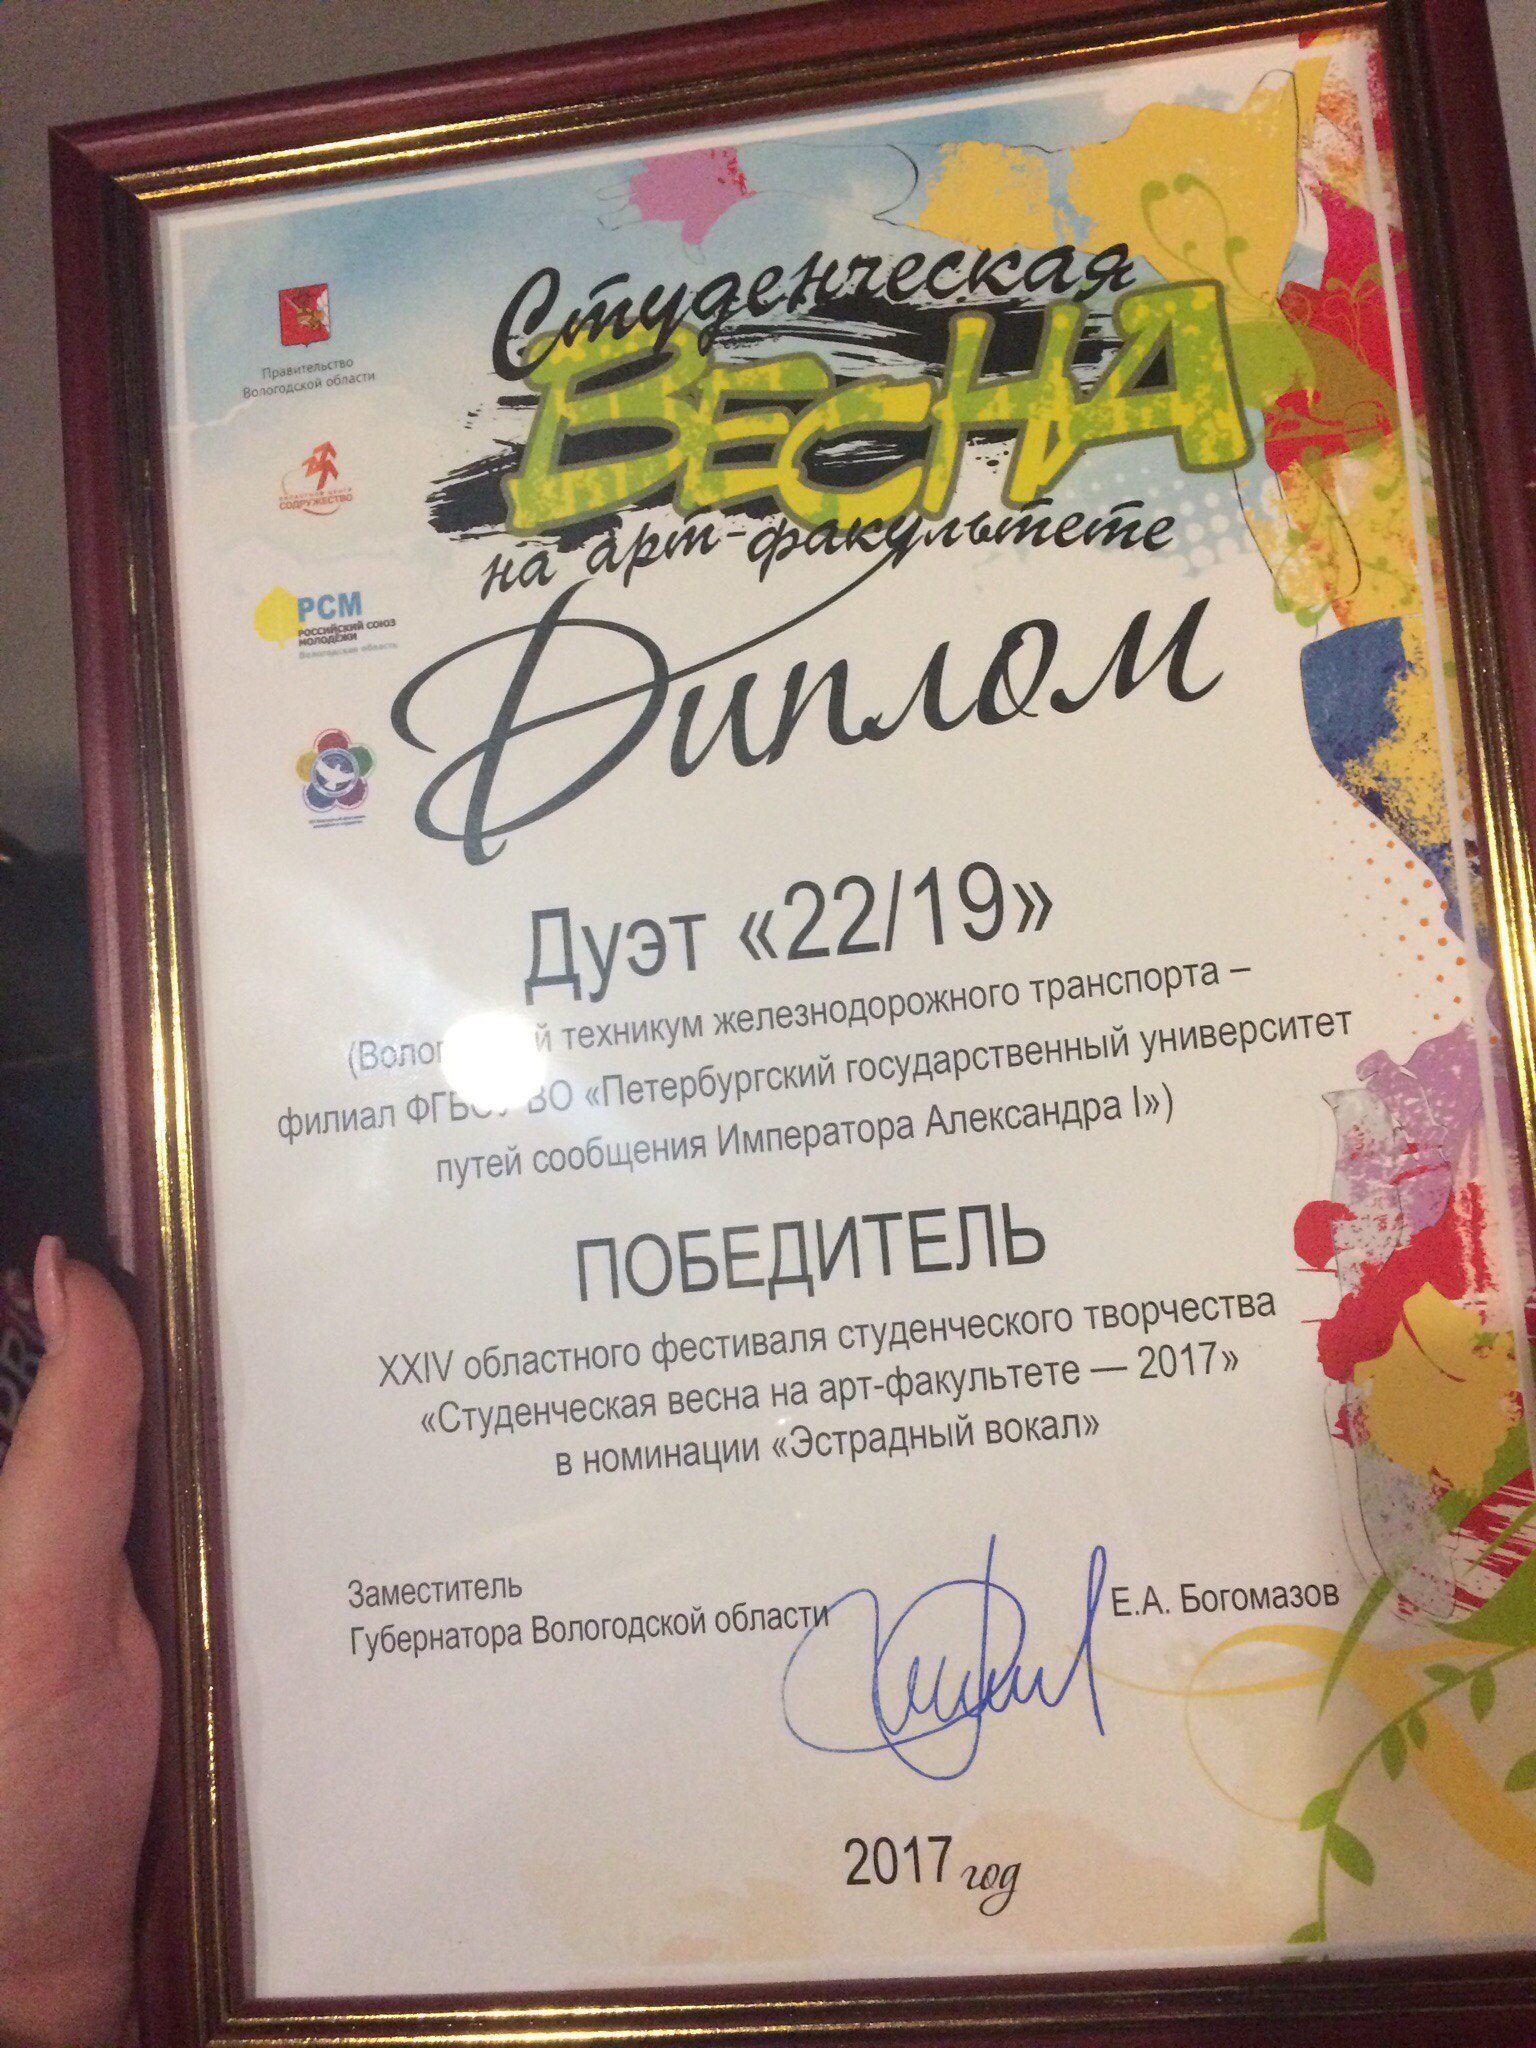 Правительство
Вологодской области
ОБЛАСТНОЙ ЦЕНТР
СОДРУЖЕСТВО
РСМ
РОССИЙСКИЙ СОЮЗ
МОЛОДЁЖИ
Вологодская область
Студенческая
ВЕСНА
на арт-факультете
Диплом
Дуэт «22/19»
техникум железнодорожного транспорта –
филиал ВО «Петербургский государственный университет
путей сообщения Императора Александра I»)
ПОБЕДИТЕЛЬ
XXIV областного фестиваля студенческого творчества
«Студенческая весна на арт-факультете — 2017»
в номинации «Эстрадный вокал»
Заместитель
Губернатора Вологодской области
Е.А. Богомазов
2017 год